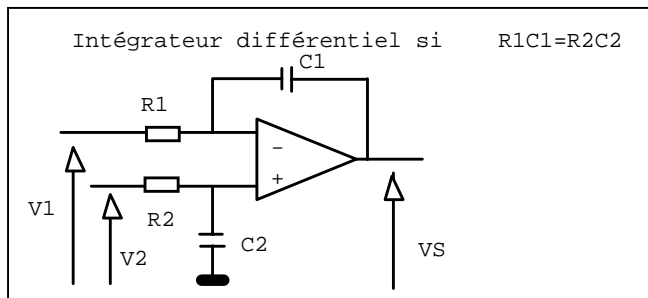 Intégrateur différentiel si R1C1=R2C2
C1
R1
−
+
R2
V1
V2
C2
VS